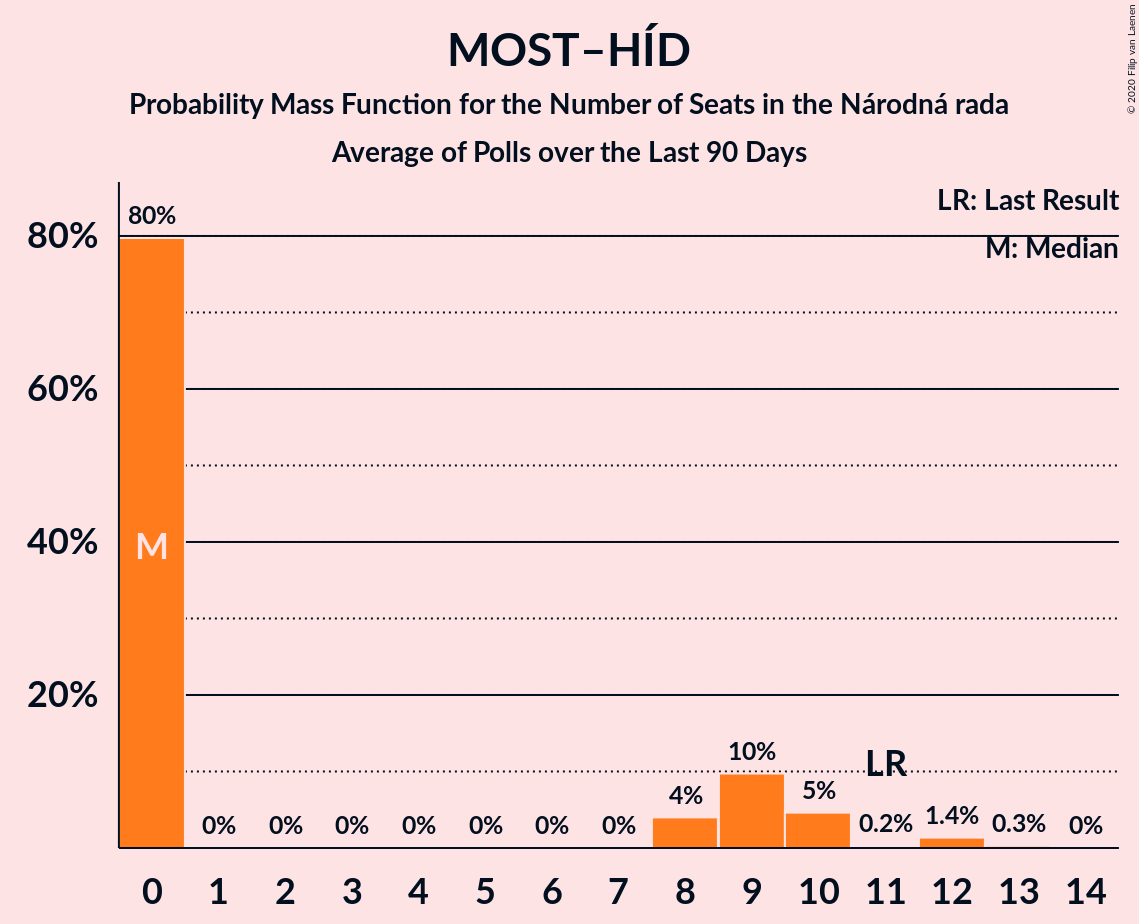 MOST–HÍD
Probability Mass Function for the Number of Seats in the Národná rada
Average of Polls over the Last 90 Days
© 2020 Filip van Laenen
LR: Last Result
M: Median
80%
60%
40%
20%
80% 0% 0% 0% 0% 0% 0% 0% 4% 10% 5% 0.2% 1.4% 0.3% 0%
M
LR
0 1 2 3 4 5 6 7 8 9 10 11 12 13 14